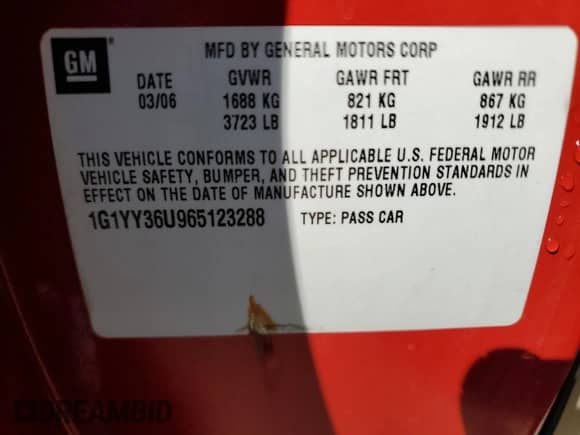 GM ®
MFD BY GENERAL MOTORS CORP
DATE GVWR GAWR FRT GAWR RR
03/06 1688 KG 821 KG 867 KG
3723 LB 1811 LB 1912 LB
THIS VEHICLE CONFORMS TO ALL APPLICABLE U.S. FEDERAL MOTOR
VEHICLE SAFETY, BUMPER, AND THEFT PREVENTION STANDARDS IN
EFFECT ON THE DATE OF MANUFACTURE SHOWN ABOVE.
1G1YY36U965123288 TYPE: PASS CAR
DREAMBID